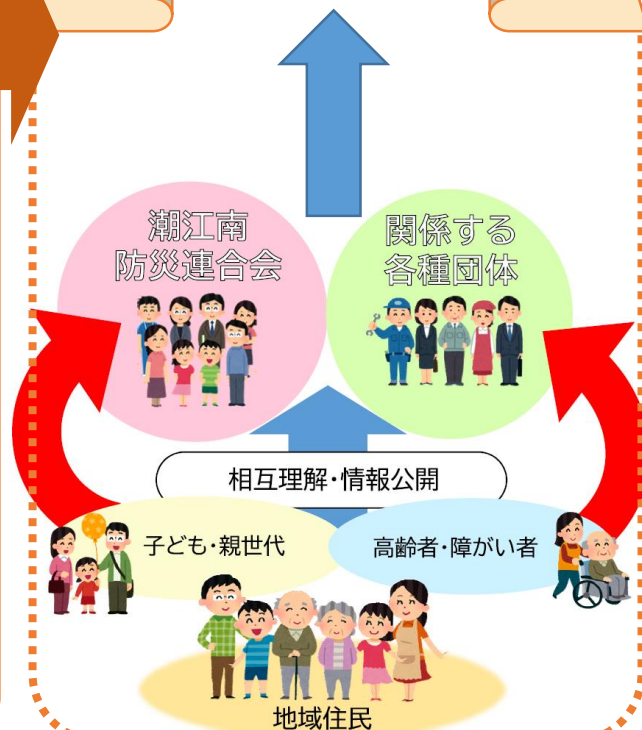 潮江南
防災連合会
関係する
各種団体
相互理解・情報公開
子ども・親世代
高齢者・障がい者
地域住民